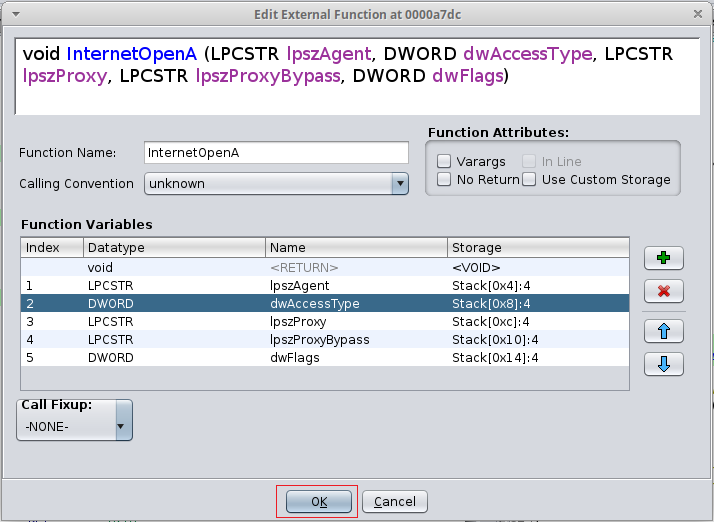 Edit External Function at 0000a7dc
void InternetOpenA (LPCSTR lpszAgent, DWORD dwAccessType, LPCSTR
lpszProxy, LPCSTR lpszProxyBypass, DWORD dwFlags)
Function Name: InternetOpenA
Calling Convention unknown
Function Attributes:
Varargs In Line
No Return Use Custom Storage
Function Variables
Index Datatype Name Storage
void <RETURN> <VOID>
1 LPCSTR lpszAgent Stack[0x4]:4
2 DWORD dwAccessType Stack[0x8]:4
3 LPCSTR lpszProxy Stack[0xc]:4
4 LPCSTR lpszProxyBypass Stack[0x10]:4
5 DWORD dwFlags Stack[0x14]:4
Call Fixup:
-NONE-
OK Cancel